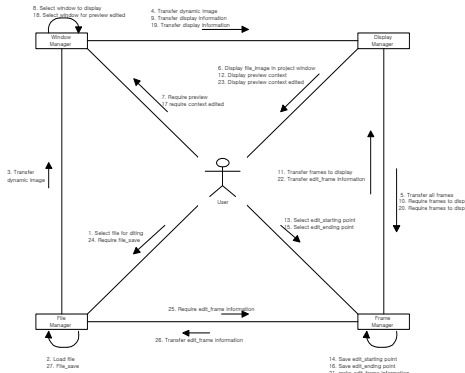 8. Select window to display
18. Select window for preview edited
Window
Manager
4. Transfer dynamic image
9. Transfer display information
19. Transfer display information
Display
Manager
6. Display file_image in project window
12. Display preview context
23. Display preview context edited
7. Require preview
17 require context edited
3. Transfer
dynamic image
11. Transfer frames to display
22. Transfer edit_frame information
User
5. Transfer all frames
10. Require frames to disp
20. Require frames to disp
13. Select edit_starting point
15. Select edit_ending point
1. Select file for diting
24. Require file_save
25. Require edit_frame information
File
Manager
Frame
Manager
26. Transfer edit_frame information
2. Load file
27. File_save
14. Save edit_starting point
16. Save edit_ending point